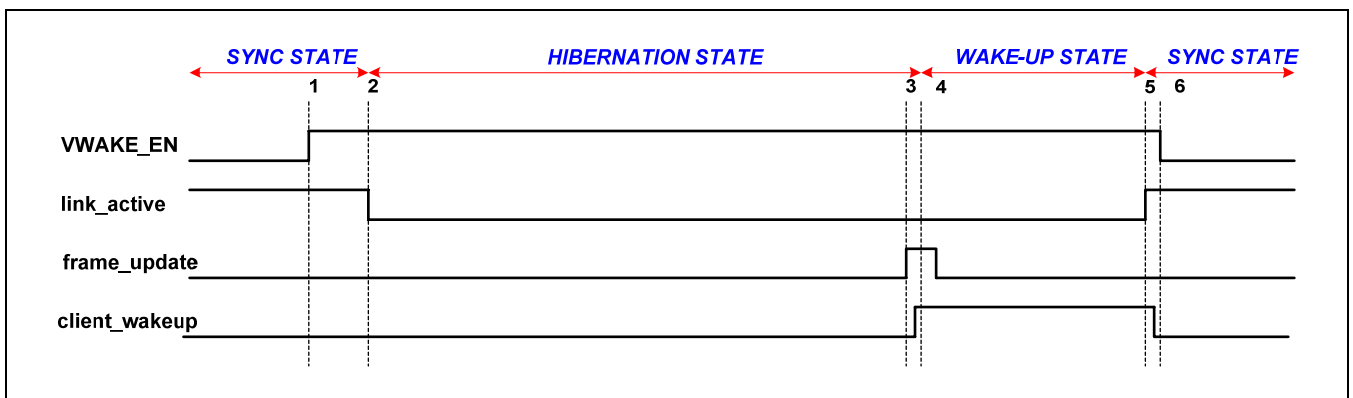 SYNC STATE HIBERNATION STATE WAKE-UP STATE SYNC STATE
1 2 3 4 5 6
VWAKE_EN
link_active
frame_update
client_wakeup